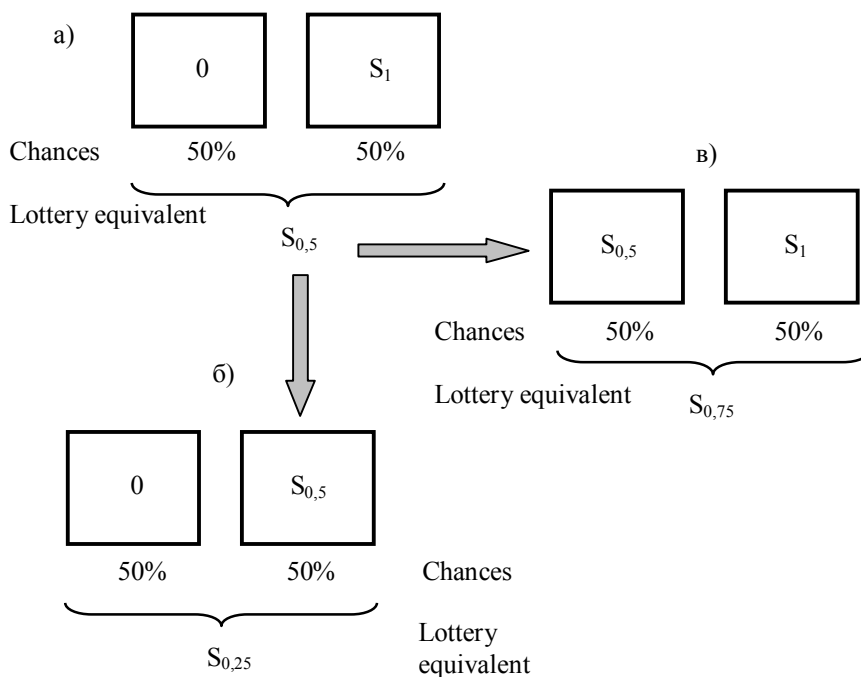 а)
0 S₁
Chances 50% 50%
Lottery equivalent
S₀,₅
в)
S₀,₅ S₁
Chances 50% 50%
Lottery equivalent
S₀,₇₅
б)
0 S₀,₅
50% 50% Chances
S₀,₂₅
Lottery
equivalent